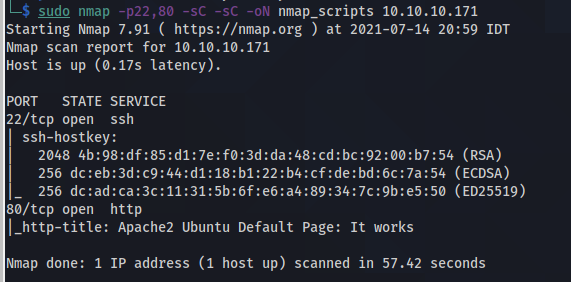 └─$ sudo nmap -p22,80 -sC -sC -oN nmap_scripts 10.10.10.171
Starting Nmap 7.91 ( https://nmap.org ) at 2021-07-14 20:59 IDT
Nmap scan report for 10.10.10.171
Host is up (0.17s latency).

PORT   STATE SERVICE
22/tcp open  ssh
| ssh-hostkey:
|   2048 4b:98:df:85:d1:7e:f0:3d:da:48:cd:bc:92:00:b7:54 (RSA)
|   256 dc:eb:3d:c9:44:d1:18:b1:22:b4:cf:de:bd:6c:7a:54 (ECDSA)
|_  256 dc:ad:ca:3c:11:31:5b:6f:e6:a4:89:34:7c:9b:e5:50 (ED25519)
80/tcp open  http
|_http-title: Apache2 Ubuntu Default Page: It works

Nmap done: 1 IP address (1 host up) scanned in 57.42 seconds